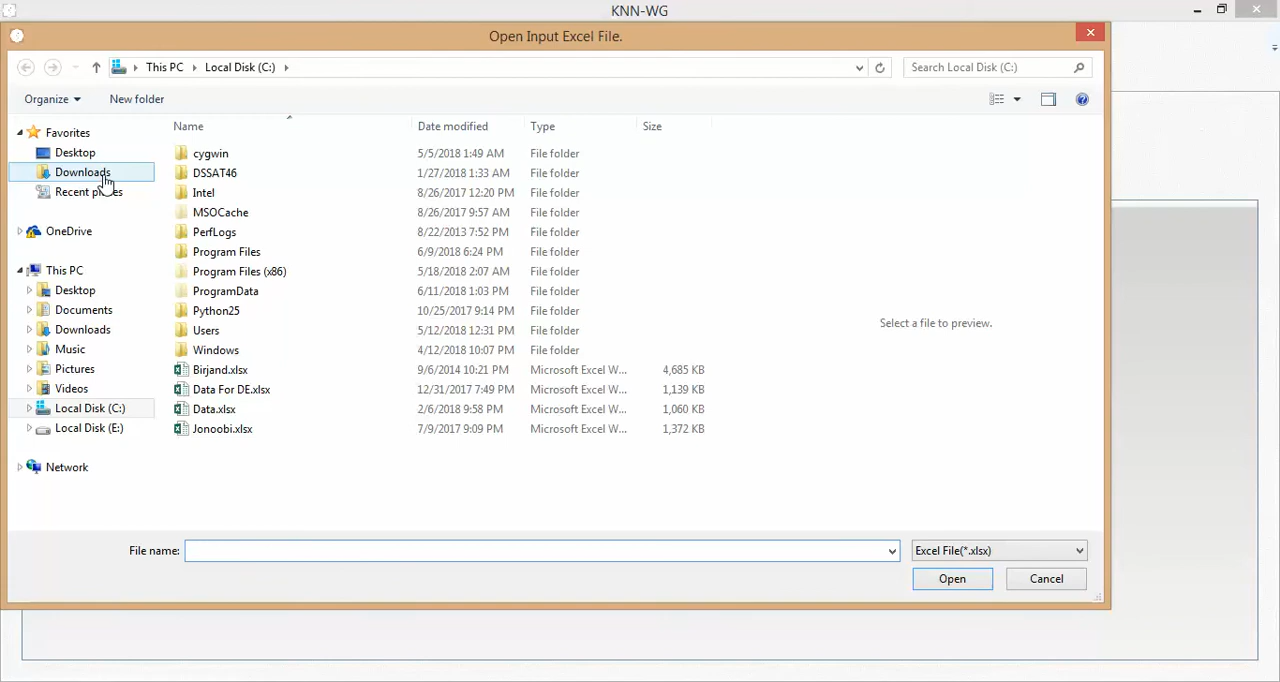 KNN-WG
Open Input Excel File.
This PC Local Disk (C:)
Search Local Disk (C:)
Organize New folder
Name Date modified Type Size
Favorites
Desktop
Downloads
Recent places
OneDrive
This PC
Desktop
Documents
Downloads
Music
Pictures
Videos
Local Disk (C:)
Local Disk (E:)
Network
cygwin 5/5/2018 1:49 AM File folder
DSSAT46 1/27/2018 1:33 AM File folder
Intel 8/26/2017 12:20 PM File folder
MSOCache 8/26/2017 9:57 AM File folder
PerfLogs 8/22/2013 7:52 PM File folder
Program Files 6/9/2018 6:24 PM File folder
Program Files (x86) 5/18/2018 2:07 AM File folder
ProgramData 6/11/2018 1:03 PM File folder
Python25 10/25/2017 9:14 PM File folder
Users 5/12/2018 12:31 PM File folder
Windows 4/12/2018 10:07 PM File folder
Birjand.xlsx 9/6/2014 10:21 PM Microsoft Excel W... 4,685 KB
Data For DE.xlsx 12/31/2017 7:49 PM Microsoft Excel W... 1,139 KB
Data.xlsx 2/6/2018 9:58 PM Microsoft Excel W... 1,060 KB
Jonoobi.xlsx 7/9/2017 9:09 PM Microsoft Excel W... 1,372 KB
Select a file to preview.
File name: Excel File(*.xlsx)
Open Cancel